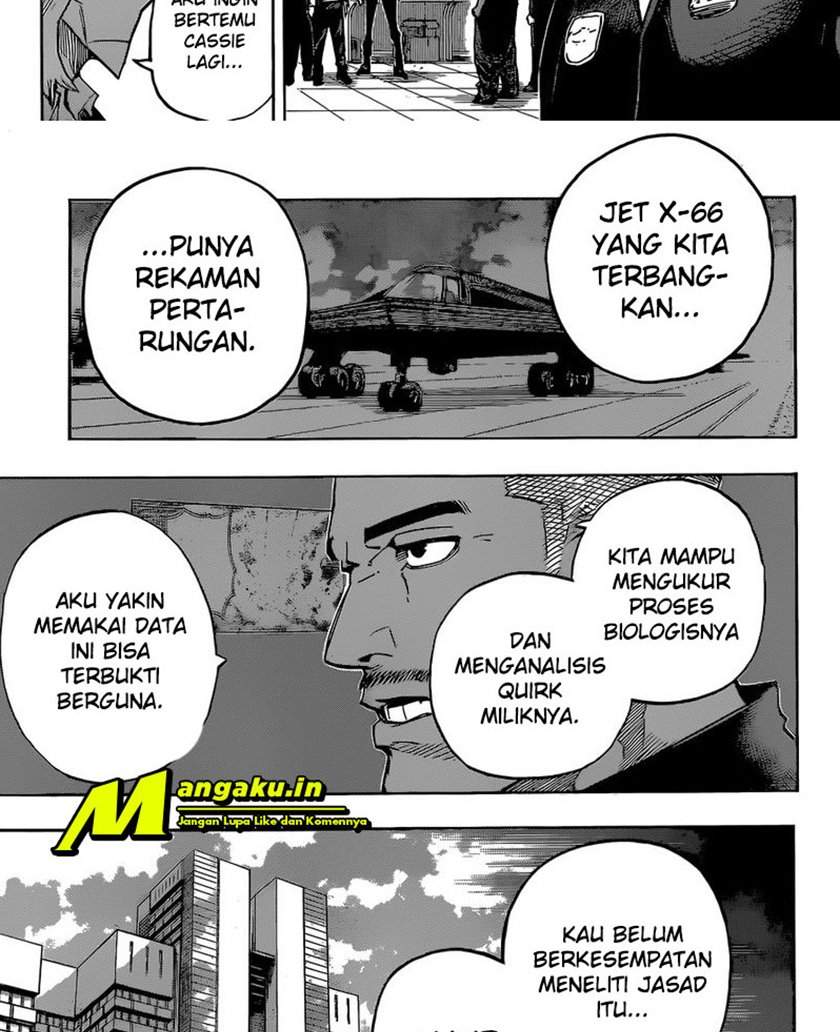 AKU INGIN
BERTEMU
CASSIE
LAGI...
JET X-66
YANG KITA
TERBANG-
KAN...
...PUNYA
REKAMAN
PERTA-
RUNGAN.
KITA MAMPU
MENGUKUR
PROSES
BIOLOGISNYA
DAN
MENGANALISIS
QUIRK
MILIKNYA.
AKU YAKIN
MEMAKAI DATA
INI BISA
TERBUKTI
BERGUNA.
Mangaku.in
Jangan Lupa Like dan Komennya
KAU BELUM
BERKESEMPATAN
MENELITI JASAD
ITU...